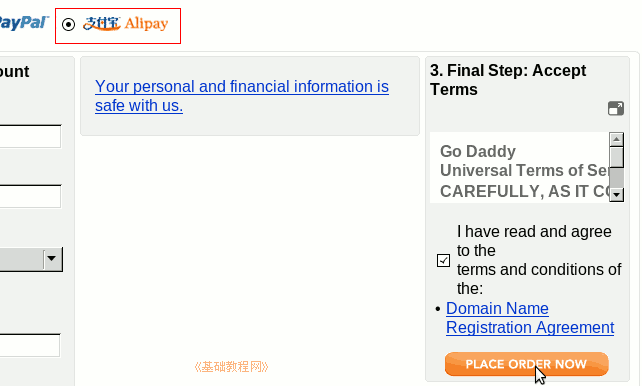 PayPal 支付宝 Alipay
ount
Your personal and financial information is
safe with us.
3. Final Step: Accept
Terms
Go Daddy
Universal Terms of Ser
CAREFULLY, AS IT CO
I have read and agree
to the
terms and conditions of
the:
• Domain Name
Registration Agreement
PLACE ORDER NOW
《基础教程网》